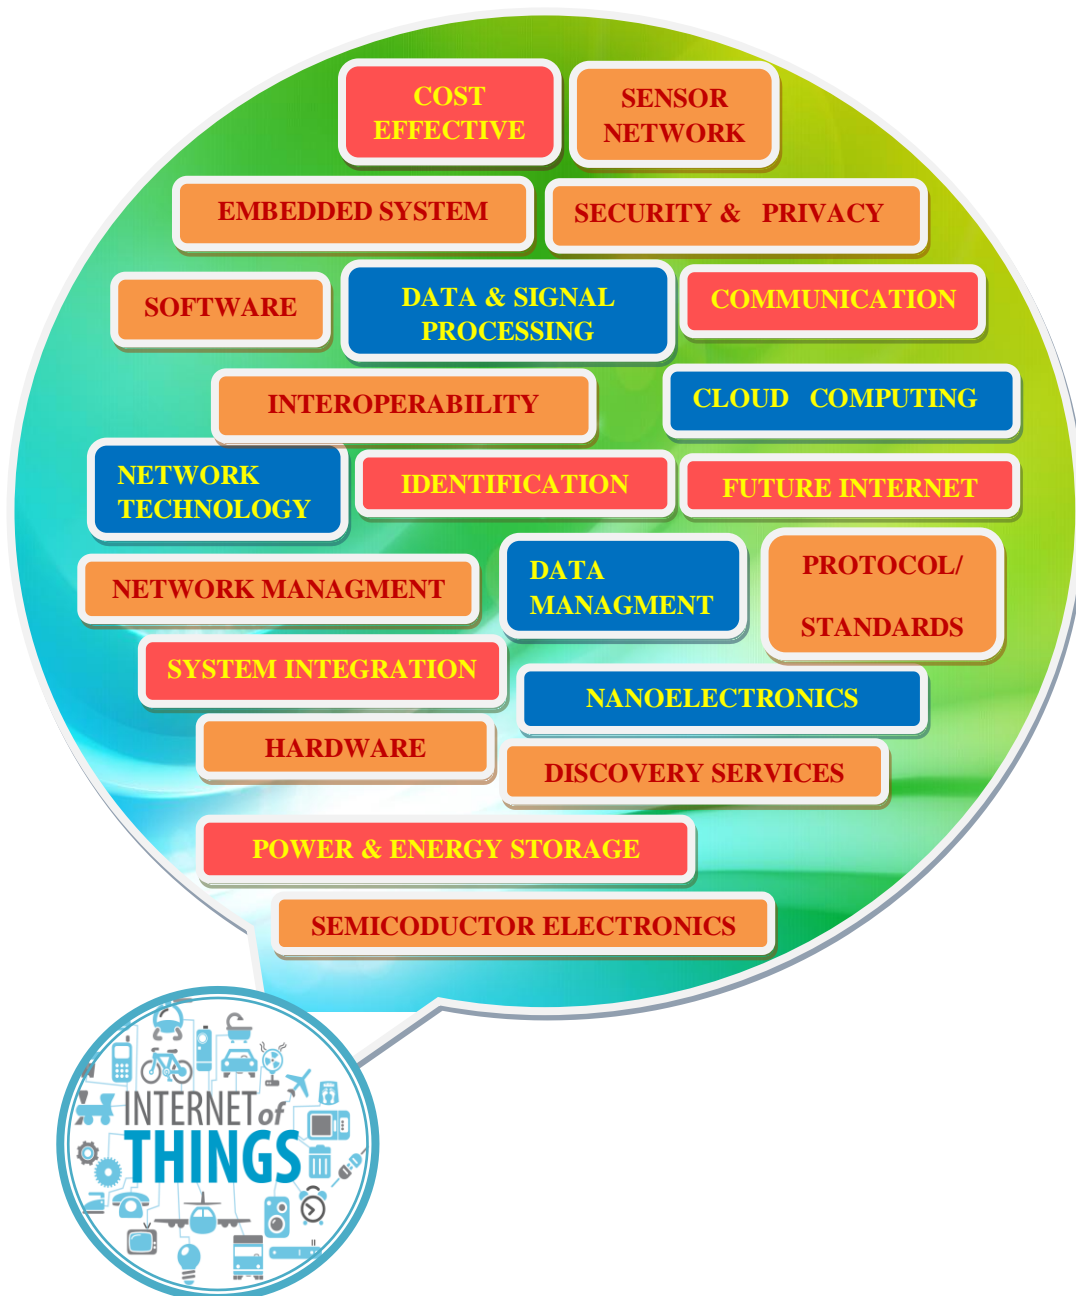 COST
EFFECTIVE
SENSOR
NETWORK
EMBEDDED SYSTEM
SECURITY & PRIVACY
SOFTWARE
DATA & SIGNAL
PROCESSING
COMMUNICATION
INTEROPERABILITY
CLOUD COMPUTING
NETWORK
TECHNOLOGY
IDENTIFICATION
FUTURE INTERNET
NETWORK MANAGMENT
DATA
MANAGMENT
PROTOCOL/
STANDARDS
SYSTEM INTEGRATION
NANOELECTRONICS
HARDWARE
DISCOVERY SERVICES
POWER & ENERGY STORAGE
SEMICODUCTOR ELECTRONICS
INTERNET of
THINGS